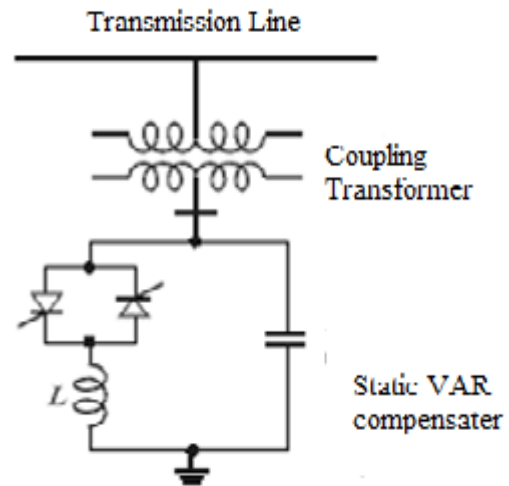 Transmission Line
Coupling
Transformer
L
Static VAR
compensater